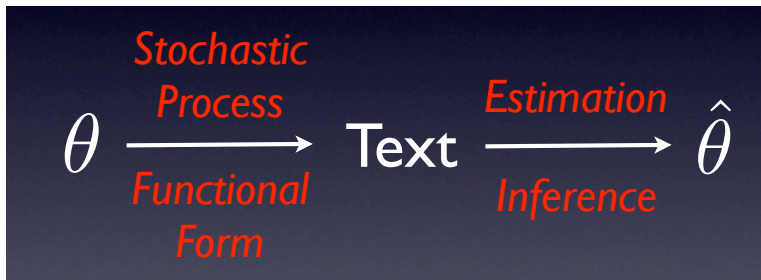 Stochastic
Process
Estimation
θ
Text
θ̂
Functional
Form
Inference